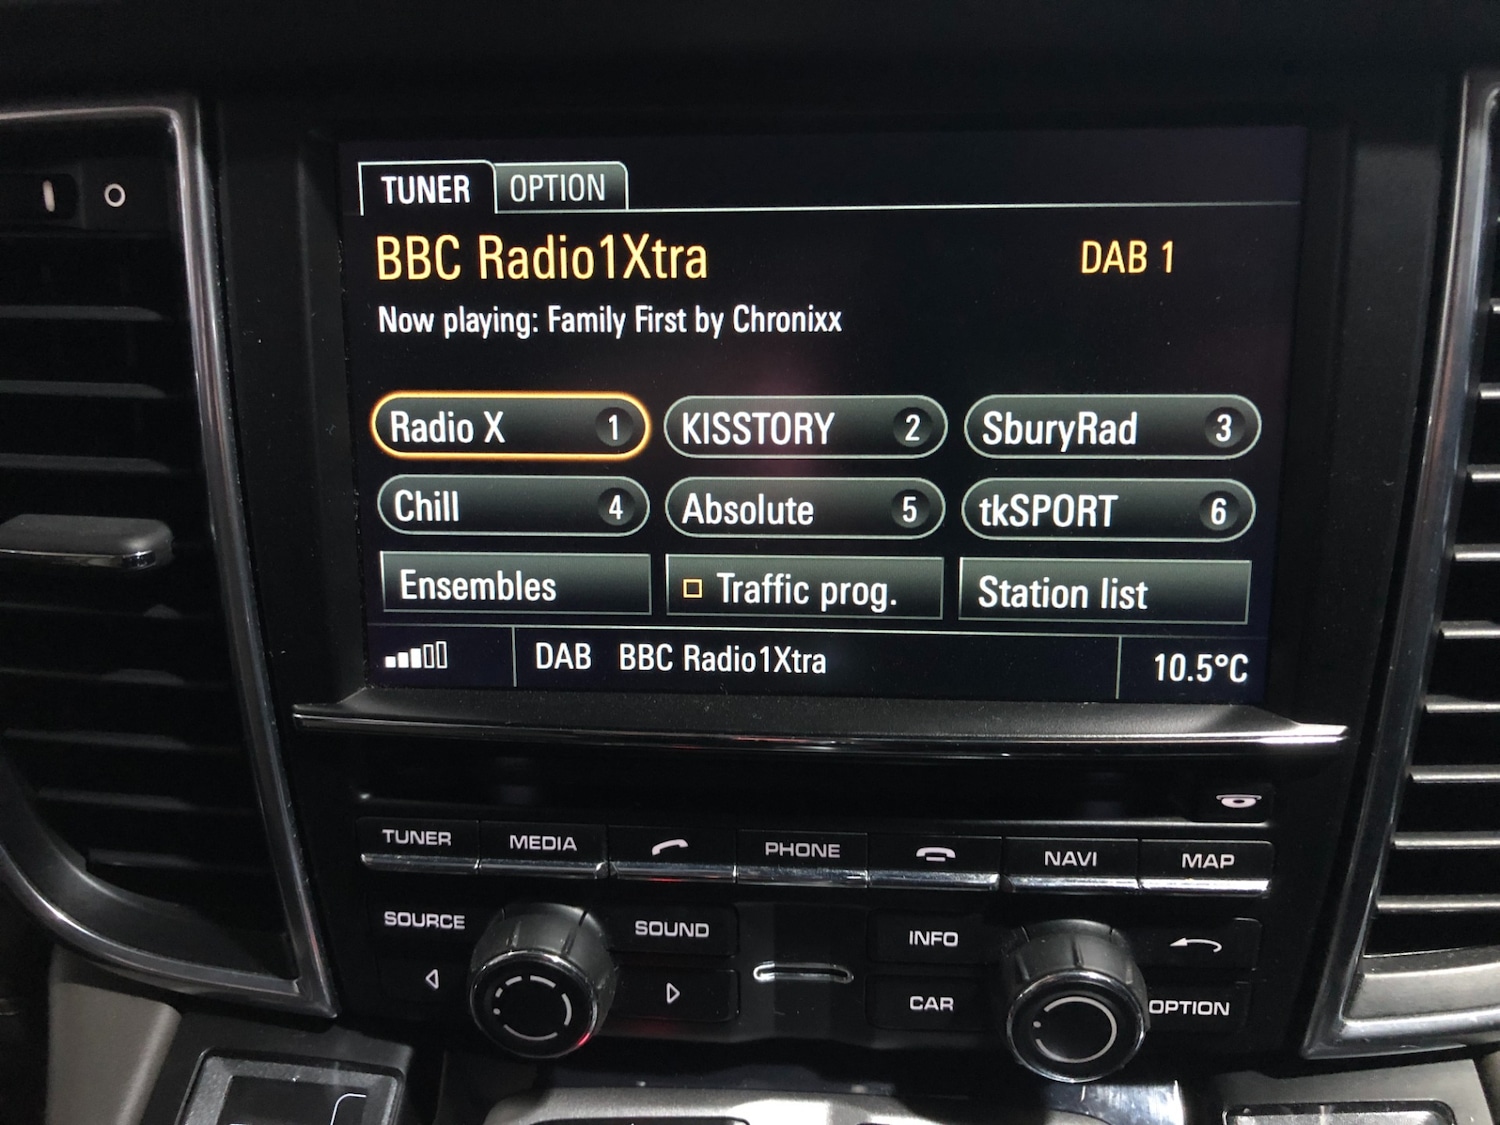 TUNER OPTION
BBC Radio1Xtra DAB 1
Now playing: Family First by Chronixx
Radio X 1 KISSTORY 2 SburyRad 3
Chill 4 Absolute 5 tkSPORT 6
Ensembles Traffic prog. Station list
DAB BBC Radio1Xtra 10.5°C
TUNER MEDIA PHONE NAVI MAP
SOURCE SOUND INFO
CAR OPTION